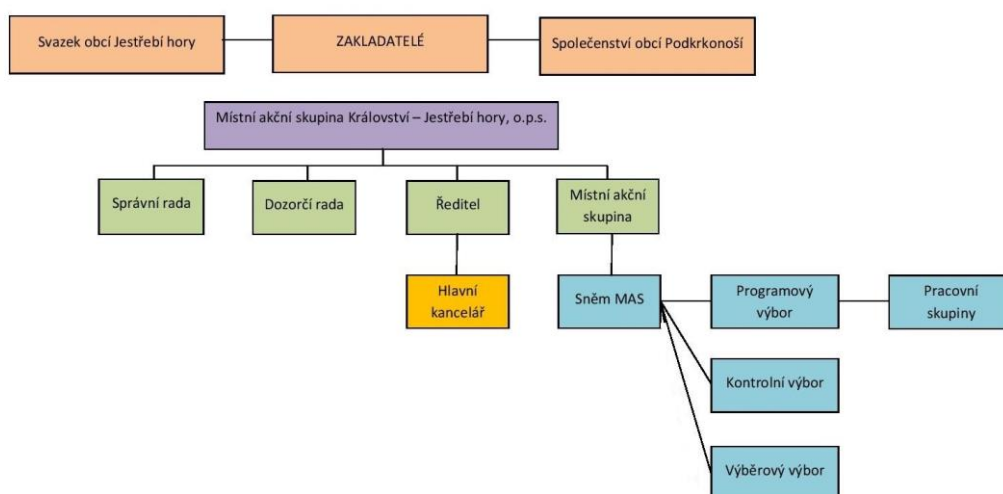 Svazek obcí Jestřebí hory
ZAKLADATELÉ
Společenství obcí Podkrkonoší
Místní akční skupina Království – Jestřebí hory, o.p.s.
Správní rada
Dozorčí rada
Ředitel
Místní akční
skupina
Hlavní
kancelář
Sněm MAS
Programový
výbor
Pracovní
skupiny
Kontrolní výbor
Výběrový výbor